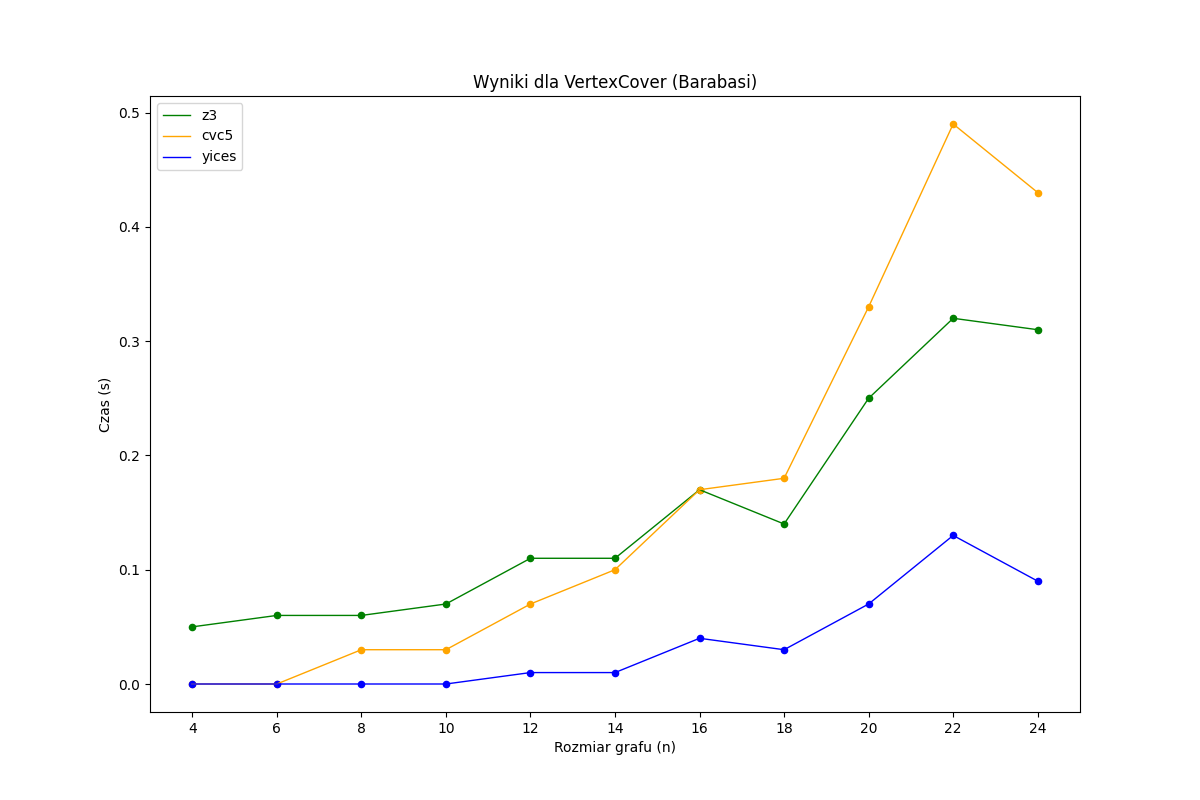 Wyniki dla VertexCover (Barabasi)
z3
cvc5
yices
0.5
0.4
0.3
0.2
0.1
0.0
Czas (s)
4 6 8 10 12 14 16 18 20 22 24
Rozmiar grafu (n)